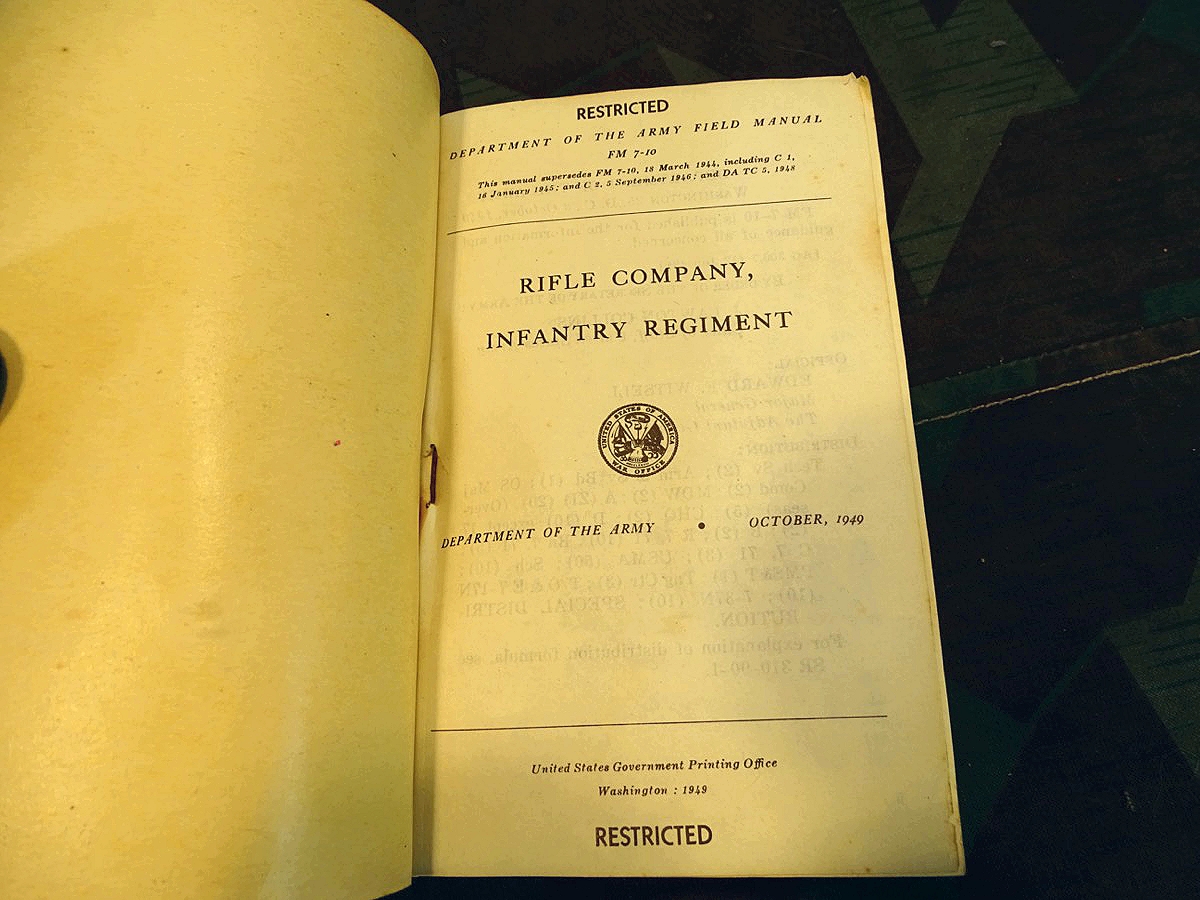 RESTRICTED
DEPARTMENT OF THE ARMY FIELD MANUAL
FM 7-10
This manual supersedes FM 7-10, 18 March 1944, including C 1,
16 January 1945; and C 2, 5 September 1946; and DA TC 5, 1948
RIFLE COMPANY,
INFANTRY REGIMENT
UNITED STATES OF AMERICA
WAR OFFICE
DEPARTMENT OF THE ARMY • OCTOBER, 1949
United States Government Printing Office
Washington : 1949
RESTRICTED